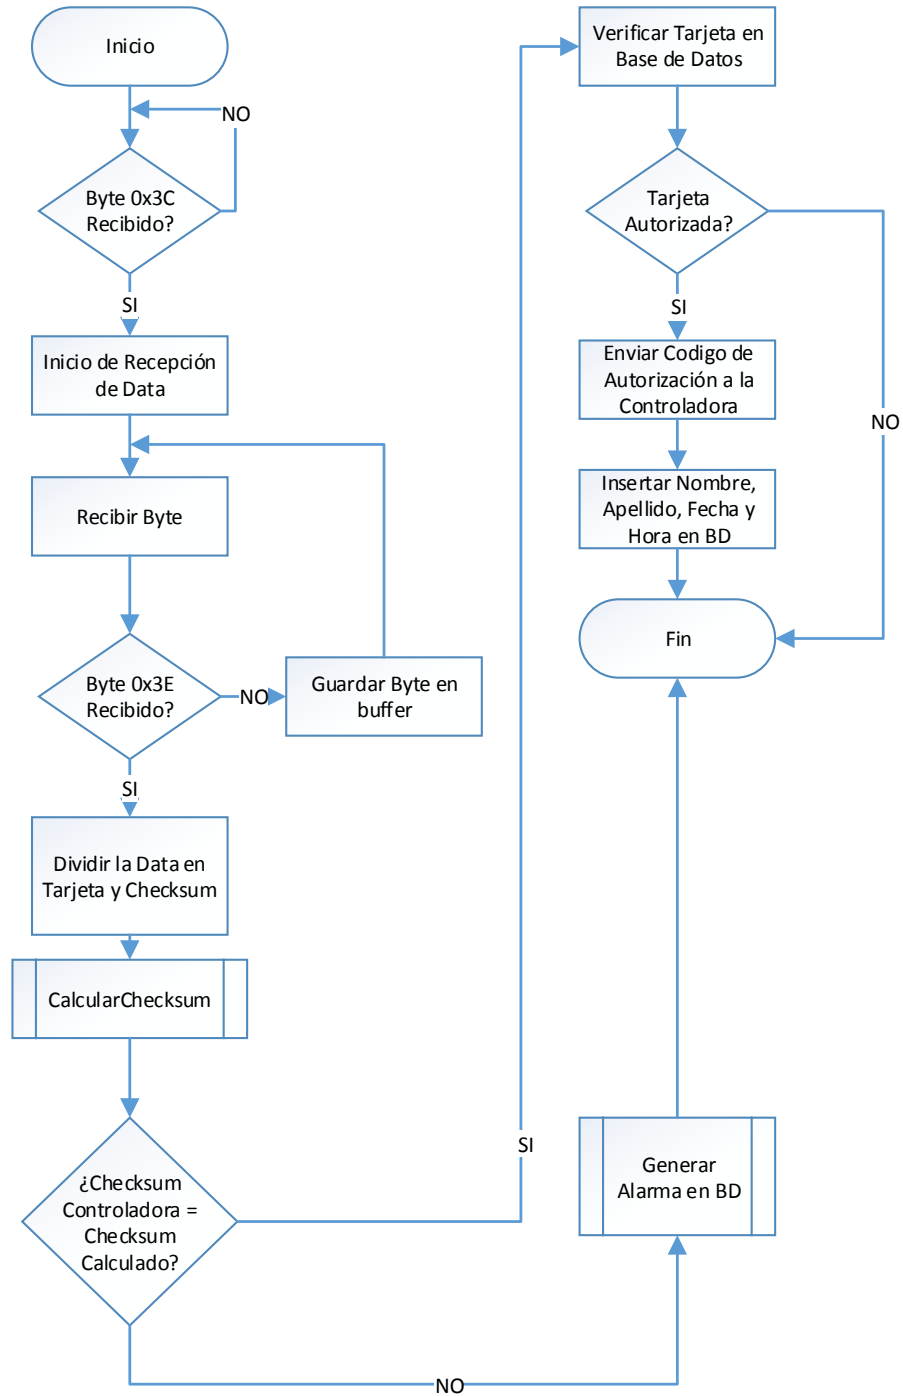 Inicio
NO
Byte 0x3C
Recibido?
SI
Inicio de Recepción
de Data
Recibir Byte
Byte 0x3E
Recibido?
NO
Guardar Byte en
buffer
SI
Dividir la Data en
Tarjeta y Checksum
CalcularChecksum
¿Checksum
Controladora =
Checksum
Calculado?
SI
NO
Verificar Tarjeta en
Base de Datos
Tarjeta
Autorizada?
SI
NO
Enviar Codigo de
Autorización a la
Controladora
Insertar Nombre,
Apellido, Fecha y
Hora en BD
Fin
Generar
Alarma en BD